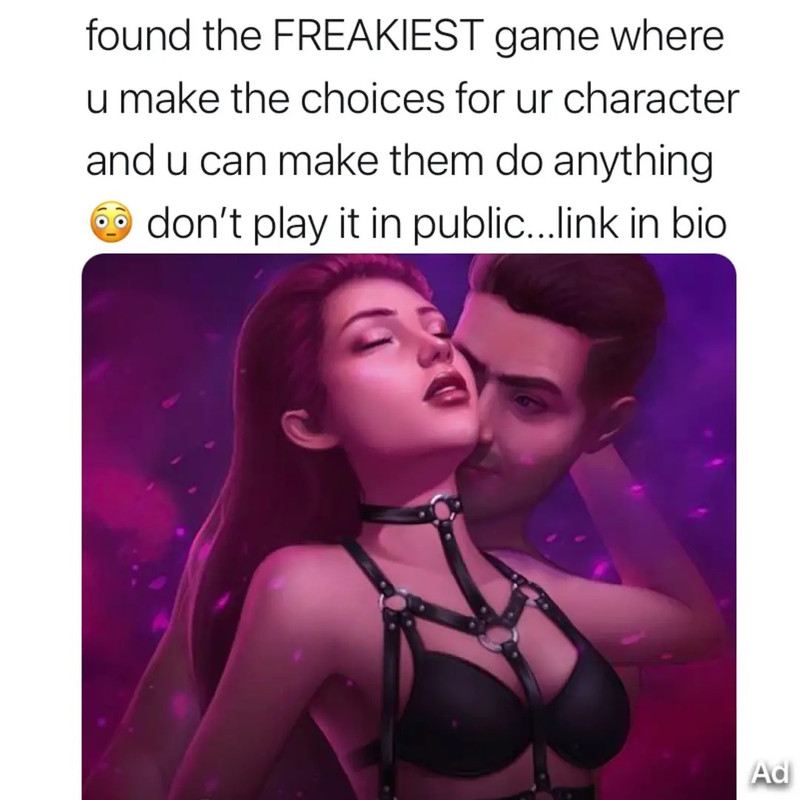 found the FREAKIEST game where
u make the choices for ur character
and u can make them do anything
😳 don't play it in public...link in bio
Ad